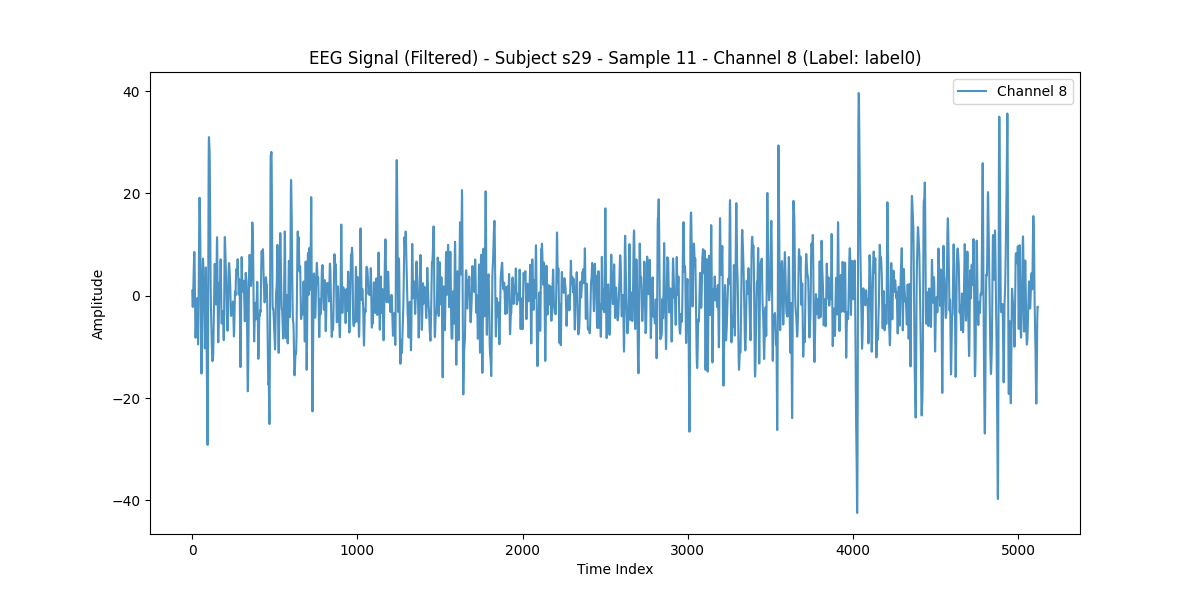 EEG Signal (Filtered) - Subject s29 - Sample 11 - Channel 8 (Label: label0)
Channel 8
40
20
0
−20
−40
Amplitude
0 1000 2000 3000 4000 5000
Time Index